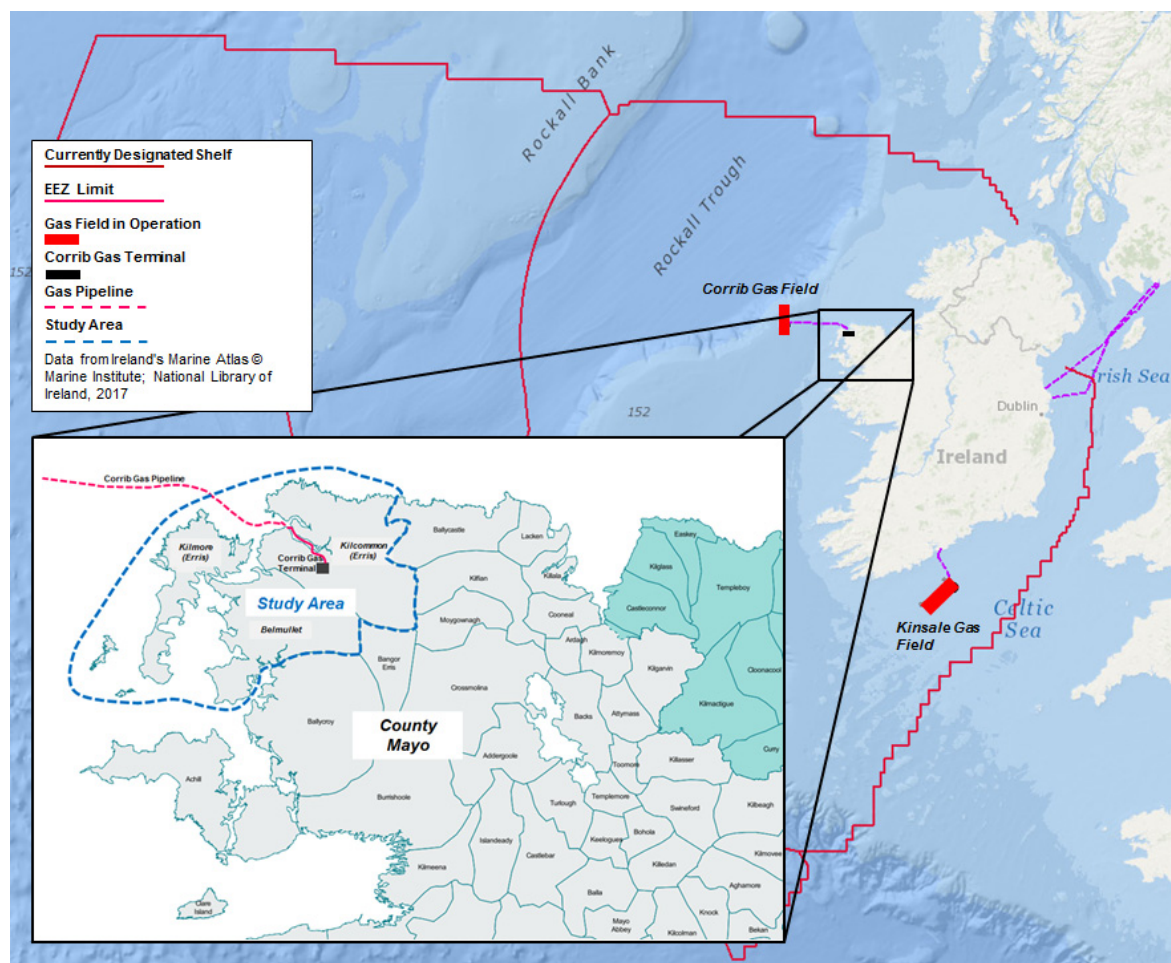 Rockall Bank
Rockall Trough
Currently Designated Shelf
EEZ Limit
Gas Field in Operation
Corrib Gas Terminal
Gas Pipeline
Study Area
Data from Ireland's Marine Atlas ©
Marine Institute; National Library of
Ireland, 2017
152
Corrib Gas Field
152
Irish Sea
Dublin
Ireland
Celtic
Sea
Kinsale Gas
Field
Corrib Gas Pipeline
Kilmore
(Erris)
Kilcommon
(Erris)
Corrib Gas
Terminal
Study Area
Belmullet
Ballycastle
Lacken
Easkey
Kilglass
Templeboy
Kilfian
Killala
Castleconnor
Moygownagh
Cooneal
Ardagh
Kilmoremoy
Bangor
Erris
Kilgarvin
Cloonacool
Crossmolina
Kilmactigue
Ballycroy
County
Mayo
Backs
Attymass
Curry
Addergoole
Toomore
Killasser
Achill
Burrishoole
Turlough
Templemore
Swineford
Kilbeagh
Islandeady
Keelogues
Bohola
Kilmovee
Kilmeena
Castlebar
Killedan
Balla
Aghamore
Clare
Island
Mayo
Abbey
Knock
Kilcolman
Bekan